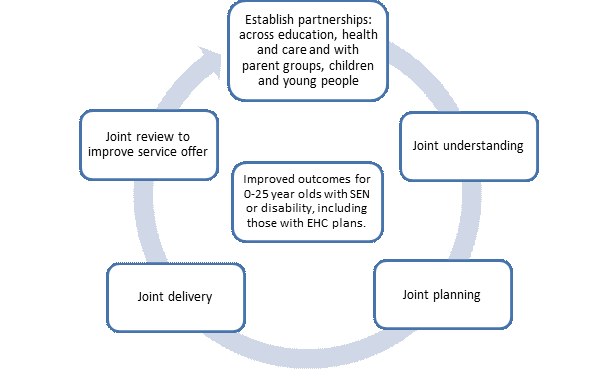 Establish partnerships:
across education, health
and care and with
parent groups, children
and young people
Joint understanding
Joint planning
Joint delivery
Joint review to
improve service offer
Improved outcomes for
0-25 year olds with SEN
or disability, including
those with EHC plans.